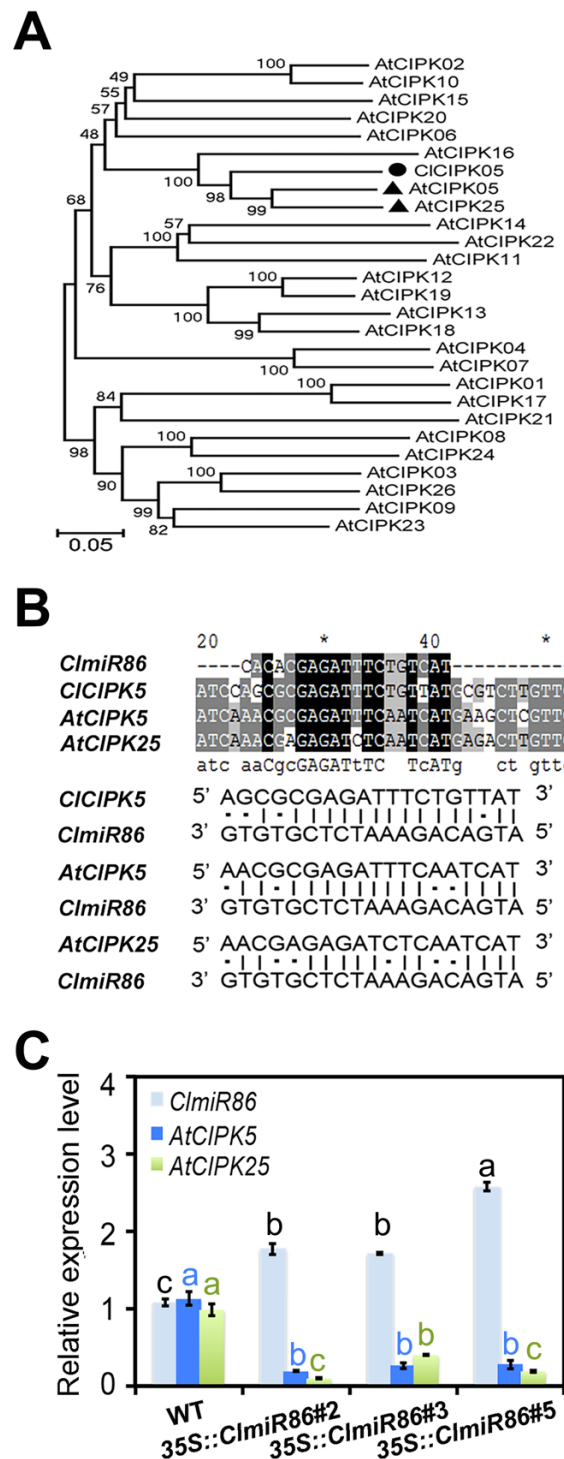 A
49
55
57
48
68
100
100
98
99
57
100
76
100
100
99
100
98
84
100
90
100
99
100
82
AtCIPK02
AtCIPK10
AtCIPK15
AtCIPK20
AtCIPK06
AtCIPK16
ClCIPK05
AtCIPK05
AtCIPK25
AtCIPK14
AtCIPK22
AtCIPK11
AtCIPK12
AtCIPK19
AtCIPK13
AtCIPK18
AtCIPK04
AtCIPK07
AtCIPK01
AtCIPK17
AtCIPK21
AtCIPK08
AtCIPK24
AtCIPK03
AtCIPK26
AtCIPK09
AtCIPK23
0.05
B
20 * 40 *
ClmiR86 ----CACACGAGATTTCTGTCAT----------
ClCIPK5 ATCCAGCGCGAGATTTCTGTTATGCGTCTTGTT
AtCIPK5 ATCAAACGCGAGATTTCAATCATGAAGCTCGTT
AtCIPK25 ATCAAACGAGAGATCTCAATCATGAGACTTGTT
atc aaCgcGAGATtTC TcATg ct gtt
ClCIPK5 5’ AGCGCGAGATTTCTGTTAT 3’
ClmiR86 3’ GTGTGCTCTAAAGACAGTA 5’
AtCIPK5 5’ AACGCGAGATTTCAATCAT 3’
ClmiR86 3’ GTGTGCTCTAAAGACAGTA 5’
AtCIPK25 5’ AACGAGAGATCTCAATCAT 3’
ClmiR86 3’ GTGTGCTCTAAAGACAGTA 5’
C
Relative expression level
4
3
2
1
0
ClmiR86
AtCIPK5
AtCIPK25
c a a
b b c
b b b
a b c
WT
35S::ClmiR86#2
35S::ClmiR86#3
35S::ClmiR86#5